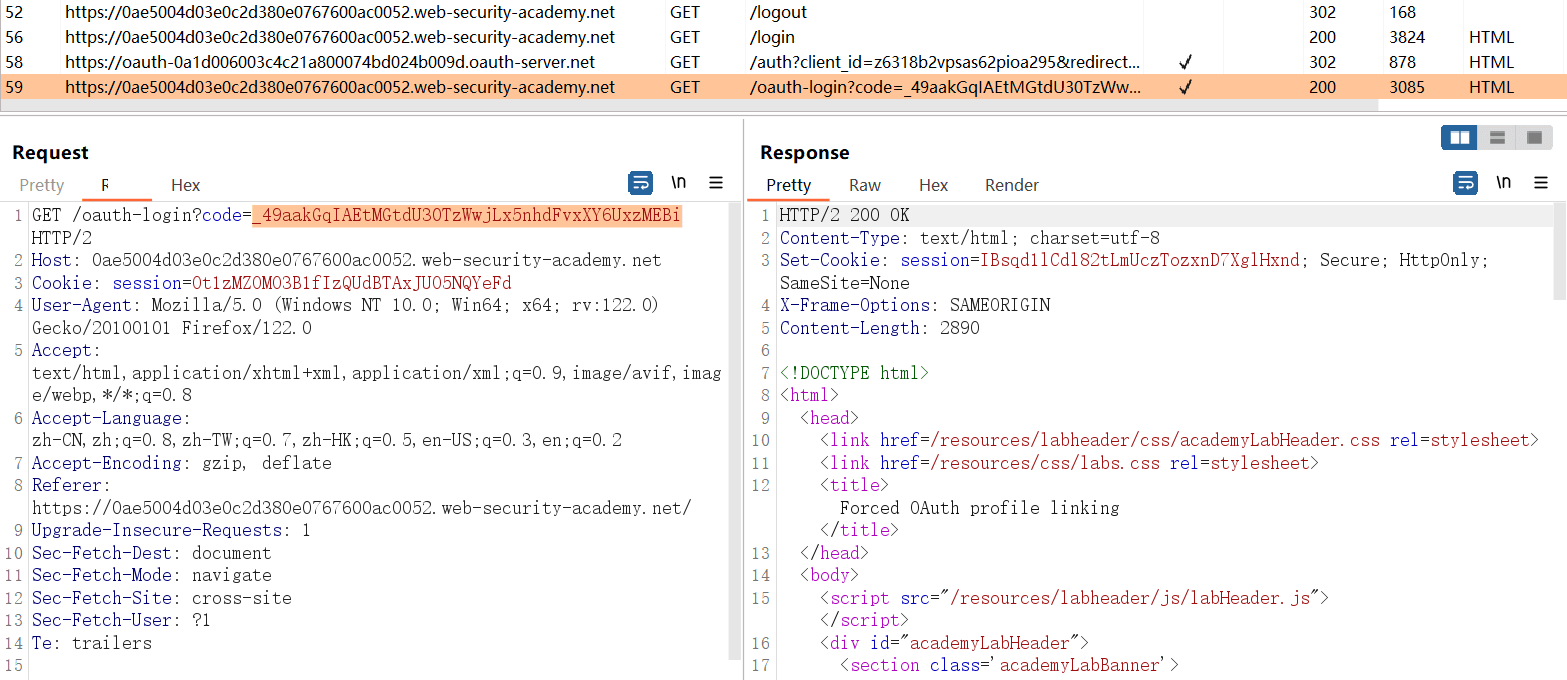 52 https://0ae5004d03e0c2d380e0767600ac0052.web-security-academy.net GET /logout 302 168
56 https://0ae5004d03e0c2d380e0767600ac0052.web-security-academy.net GET /login 200 3824 HTML
58 https://oauth-0a1d006003c4c21a800074bd024b009d.oauth-server.net GET /auth?client_id=z6318b2vpsas62pioa295&redirect... ✓ 302 878 HTML
59 https://0ae5004d03e0c2d380e0767600ac0052.web-security-academy.net GET /oauth-login?code=_49aakGqIAEtMGtdU30TzWw... ✓ 200 3085 HTML
Request
Pretty R Hex \n
1 GET /oauth-login?code=_49aakGqIAEtMGtdU30TzWwjLx5nhdFvxXY6UxzMEBi
HTTP/2
2 Host: 0ae5004d03e0c2d380e0767600ac0052.web-security-academy.net
3 Cookie: session=0t1zMZOMO3B1fIzQUdBTAxJUO5NQYeFd
4 User-Agent: Mozilla/5.0 (Windows NT 10.0; Win64; x64; rv:122.0)
Gecko/20100101 Firefox/122.0
5 Accept:
text/html,application/xhtml+xml,application/xml;q=0.9,image/avif,imag
e/webp,*/*;q=0.8
6 Accept-Language:
zh-CN,zh;q=0.8,zh-TW;q=0.7,zh-HK;q=0.5,en-US;q=0.3,en;q=0.2
7 Accept-Encoding: gzip, deflate
8 Referer:
https://0ae5004d03e0c2d380e0767600ac0052.web-security-academy.net/
9 Upgrade-Insecure-Requests: 1
10 Sec-Fetch-Dest: document
11 Sec-Fetch-Mode: navigate
12 Sec-Fetch-Site: cross-site
13 Sec-Fetch-User: ?1
14 Te: trailers
15
Response
Pretty Raw Hex Render \n
1 HTTP/2 200 OK
2 Content-Type: text/html; charset=utf-8
3 Set-Cookie: session=IBsqd1lCdl82tLmUczTozxnD7XglHxnd; Secure; HttpOnly;
SameSite=None
4 X-Frame-Options: SAMEORIGIN
5 Content-Length: 2890
6
7 <!DOCTYPE html>
8 <html>
9 <head>
10 <link href=/resources/labheader/css/academyLabHeader.css rel=stylesheet>
11 <link href=/resources/css/labs.css rel=stylesheet>
12 <title>
Forced OAuth profile linking
</title>
13 </head>
14 <body>
15 <script src="/resources/labheader/js/labHeader.js">
</script>
16 <div id="academyLabHeader">
17 <section class='academyLabBanner'>